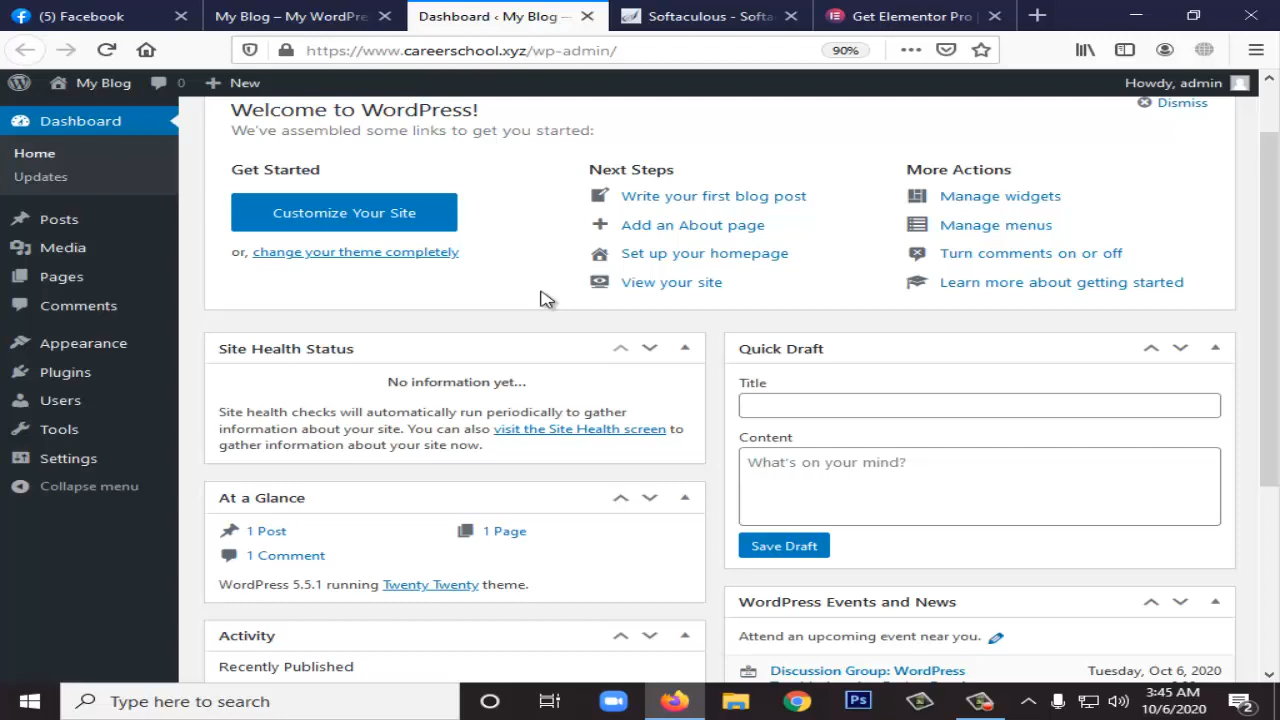 (5) Facebook
My Blog – My WordPre
Dashboard ‹ My Blog —
Softaculous - Softa
Get Elementor Pro |
https://www.careerschool.xyz/wp-admin/
90%
My Blog
0
New
Howdy, admin
Dashboard
Home
Updates
Posts
Media
Pages
Comments
Appearance
Plugins
Users
Tools
Settings
Collapse menu
Welcome to WordPress!
Dismiss
We've assembled some links to get you started:
Get Started
Customize Your Site
or, change your theme completely
Next Steps
Write your first blog post
Add an About page
Set up your homepage
View your site
More Actions
Manage widgets
Manage menus
Turn comments on or off
Learn more about getting started
Site Health Status
No information yet...
Site health checks will automatically run periodically to gather
information about your site. You can also visit the Site Health screen to
gather information about your site now.
At a Glance
1 Post
1 Page
1 Comment
WordPress 5.5.1 running Twenty Twenty theme.
Activity
Recently Published
Quick Draft
Title
Content
What's on your mind?
Save Draft
WordPress Events and News
Attend an upcoming event near you.
Discussion Group: WordPress
Tuesday, Oct 6, 2020
Type here to search
Ps
3:45 AM
10/6/2020
2